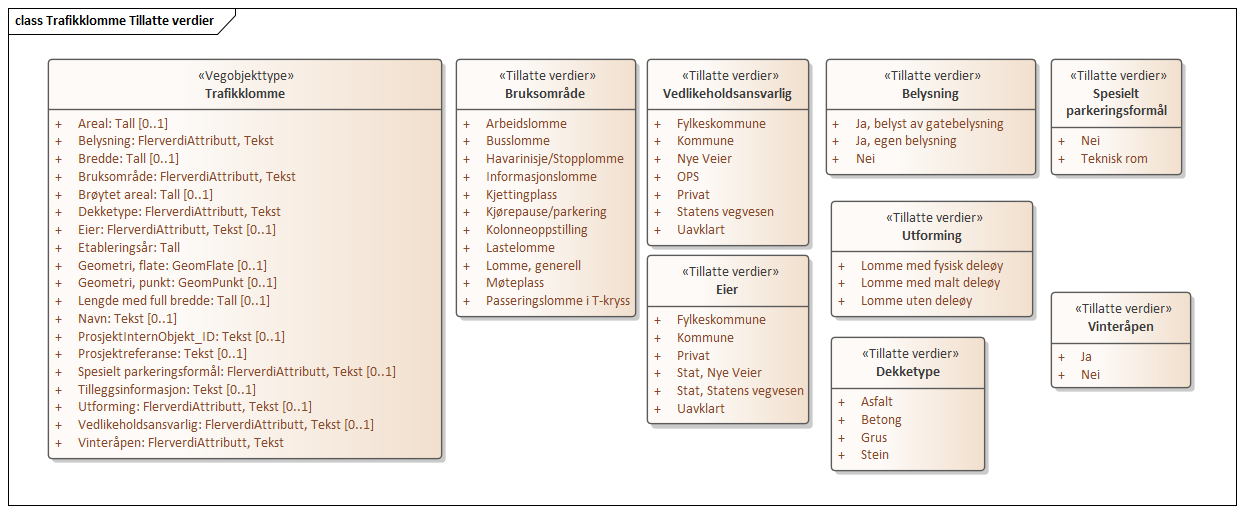 class Trafikklomme Tillatte verdier
«Vegobjekttype»
Trafikklomme
+ Areal: Tall [0..1]
+ Belysning: FlerverdiAttributt, Tekst
+ Bredde: Tall [0..1]
+ Bruksområde: FlerverdiAttributt, Tekst
+ Brøytet areal: Tall [0..1]
+ Dekketype: FlerverdiAttributt, Tekst
+ Eier: FlerverdiAttributt, Tekst [0..1]
+ Etableringsår: Tall
+ Geometri, flate: GeomFlate [0..1]
+ Geometri, punkt: GeomPunkt [0..1]
+ Lengde med full bredde: Tall [0..1]
+ Navn: Tekst [0..1]
+ ProsjektInternObjekt_ID: Tekst [0..1]
+ Prosjektreferanse: Tekst [0..1]
+ Spesielt parkeringsformål: FlerverdiAttributt, Tekst [0..1]
+ Tilleggsinformasjon: Tekst [0..1]
+ Utforming: FlerverdiAttributt, Tekst [0..1]
+ Vedlikeholdsansvarlig: FlerverdiAttributt, Tekst [0..1]
+ Vinteråpen: FlerverdiAttributt, Tekst
«Tillatte verdier»
Bruksområde
+ Arbeidslomme
+ Busslomme
+ Havarinisje/Stopplomme
+ Informasjonslomme
+ Kjettingplass
+ Kjørepause/parkering
+ Kolonneoppstilling
+ Lastelomme
+ Lomme, generell
+ Møteplass
+ Passeringslomme i T-kryss
«Tillatte verdier»
Vedlikeholdsansvarlig
+ Fylkeskommune
+ Kommune
+ Nye Veier
+ OPS
+ Privat
+ Statens vegvesen
+ Uavklart
«Tillatte verdier»
Eier
+ Fylkeskommune
+ Kommune
+ Privat
+ Stat, Nye Veier
+ Stat, Statens vegvesen
+ Uavklart
«Tillatte verdier»
Belysning
+ Ja, belyst av gatebelysning
+ Ja, egen belysning
+ Nei
«Tillatte verdier»
Utforming
+ Lomme med fysisk deleøy
+ Lomme med malt deleøy
+ Lomme uten deleøy
«Tillatte verdier»
Dekketype
+ Asfalt
+ Betong
+ Grus
+ Stein
«Tillatte verdier»
Spesielt
parkeringsformål
+ Nei
+ Teknisk rom
«Tillatte verdier»
Vinteråpen
+ Ja
+ Nei